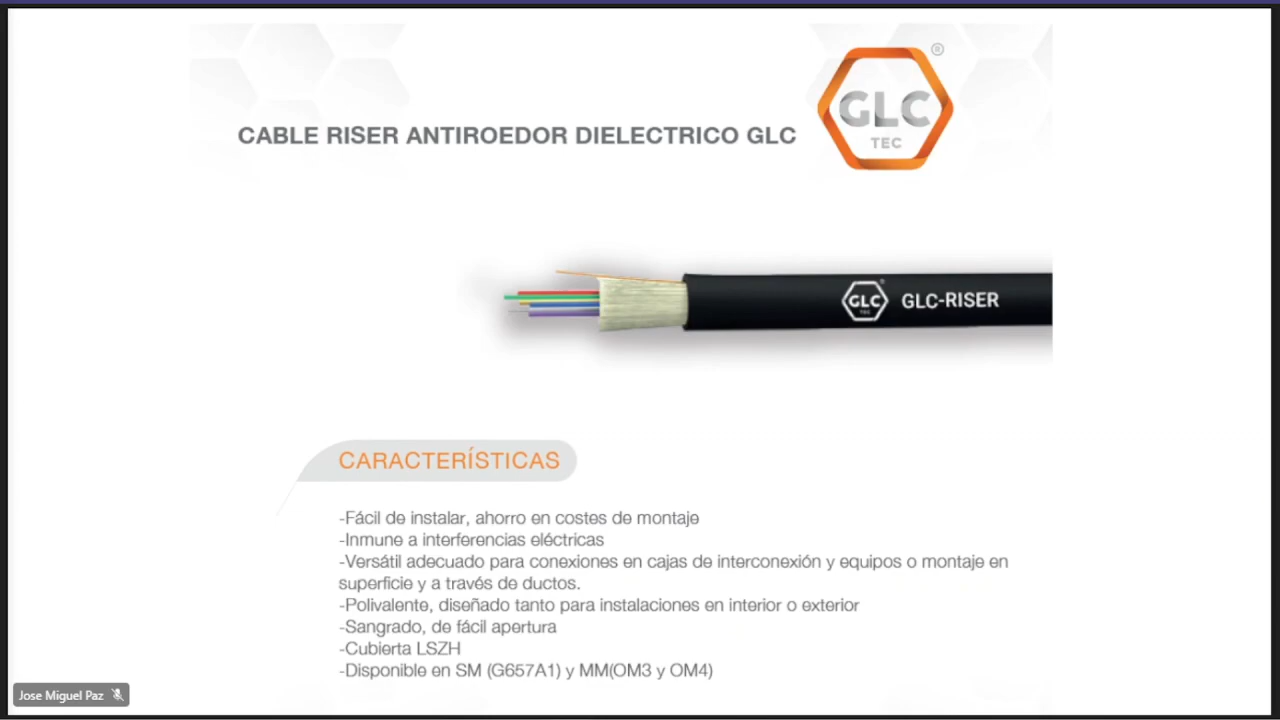 ®
GLC
TEC
CABLE RISER ANTIROEDOR DIELECTRICO GLC
GLC
TEC
GLC-RISER
CARACTERÍSTICAS
-Fácil de instalar, ahorro en costes de montaje
-Inmune a interferencias eléctricas
-Versátil adecuado para conexiones en cajas de interconexión y equipos o montaje en
superficie y a través de ductos.
-Polivalente, diseñado tanto para instalaciones en interior o exterior
-Sangrado, de fácil apertura
-Cubierta LSZH
-Disponible en SM (G657A1) y MM(OM3 y OM4)
Jose Miguel Paz